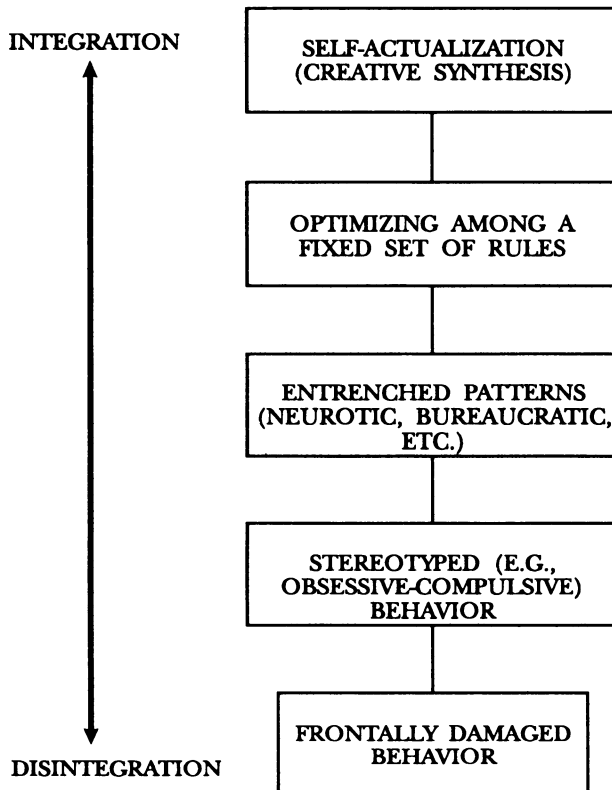 INTEGRATION
SELF-ACTUALIZATION
(CREATIVE SYNTHESIS)
OPTIMIZING AMONG A
FIXED SET OF RULES
ENTRENCHED PATTERNS
(NEUROTIC, BUREAUCRATIC,
ETC.)
STEREOTYPED (E.G.,
OBSESSIVE-COMPULSIVE)
BEHAVIOR
FRONTALLY DAMAGED
BEHAVIOR
DISINTEGRATION